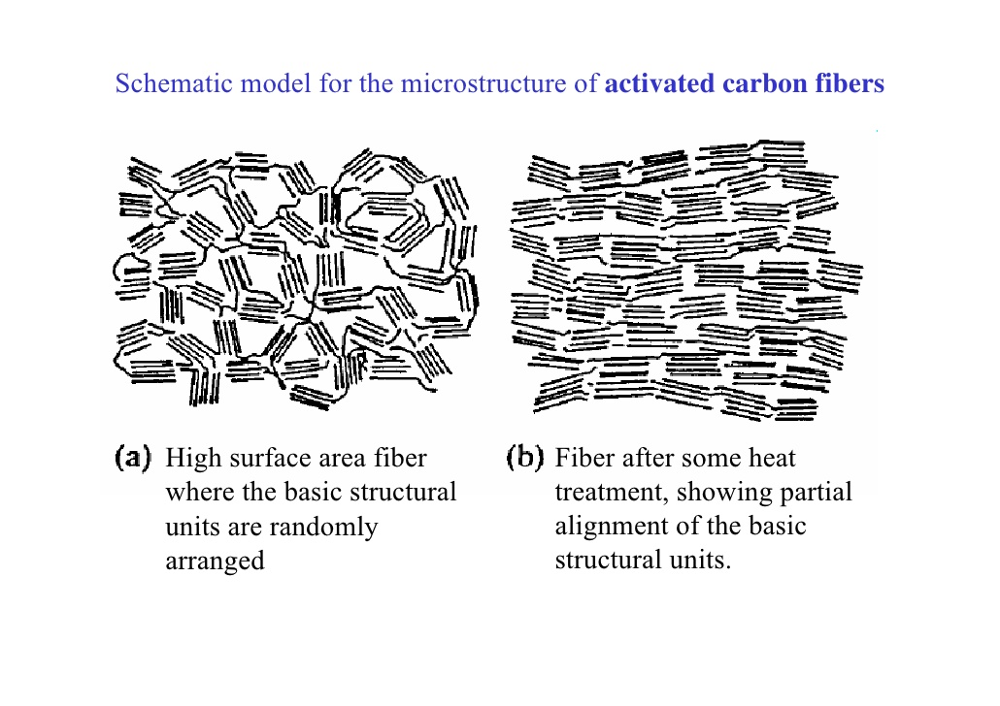 Schematic model for the microstructure of activated carbon fibers
(a) High surface area fiber
where the basic structural
units are randomly
arranged
(b) Fiber after some heat
treatment, showing partial
alignment of the basic
structural units.